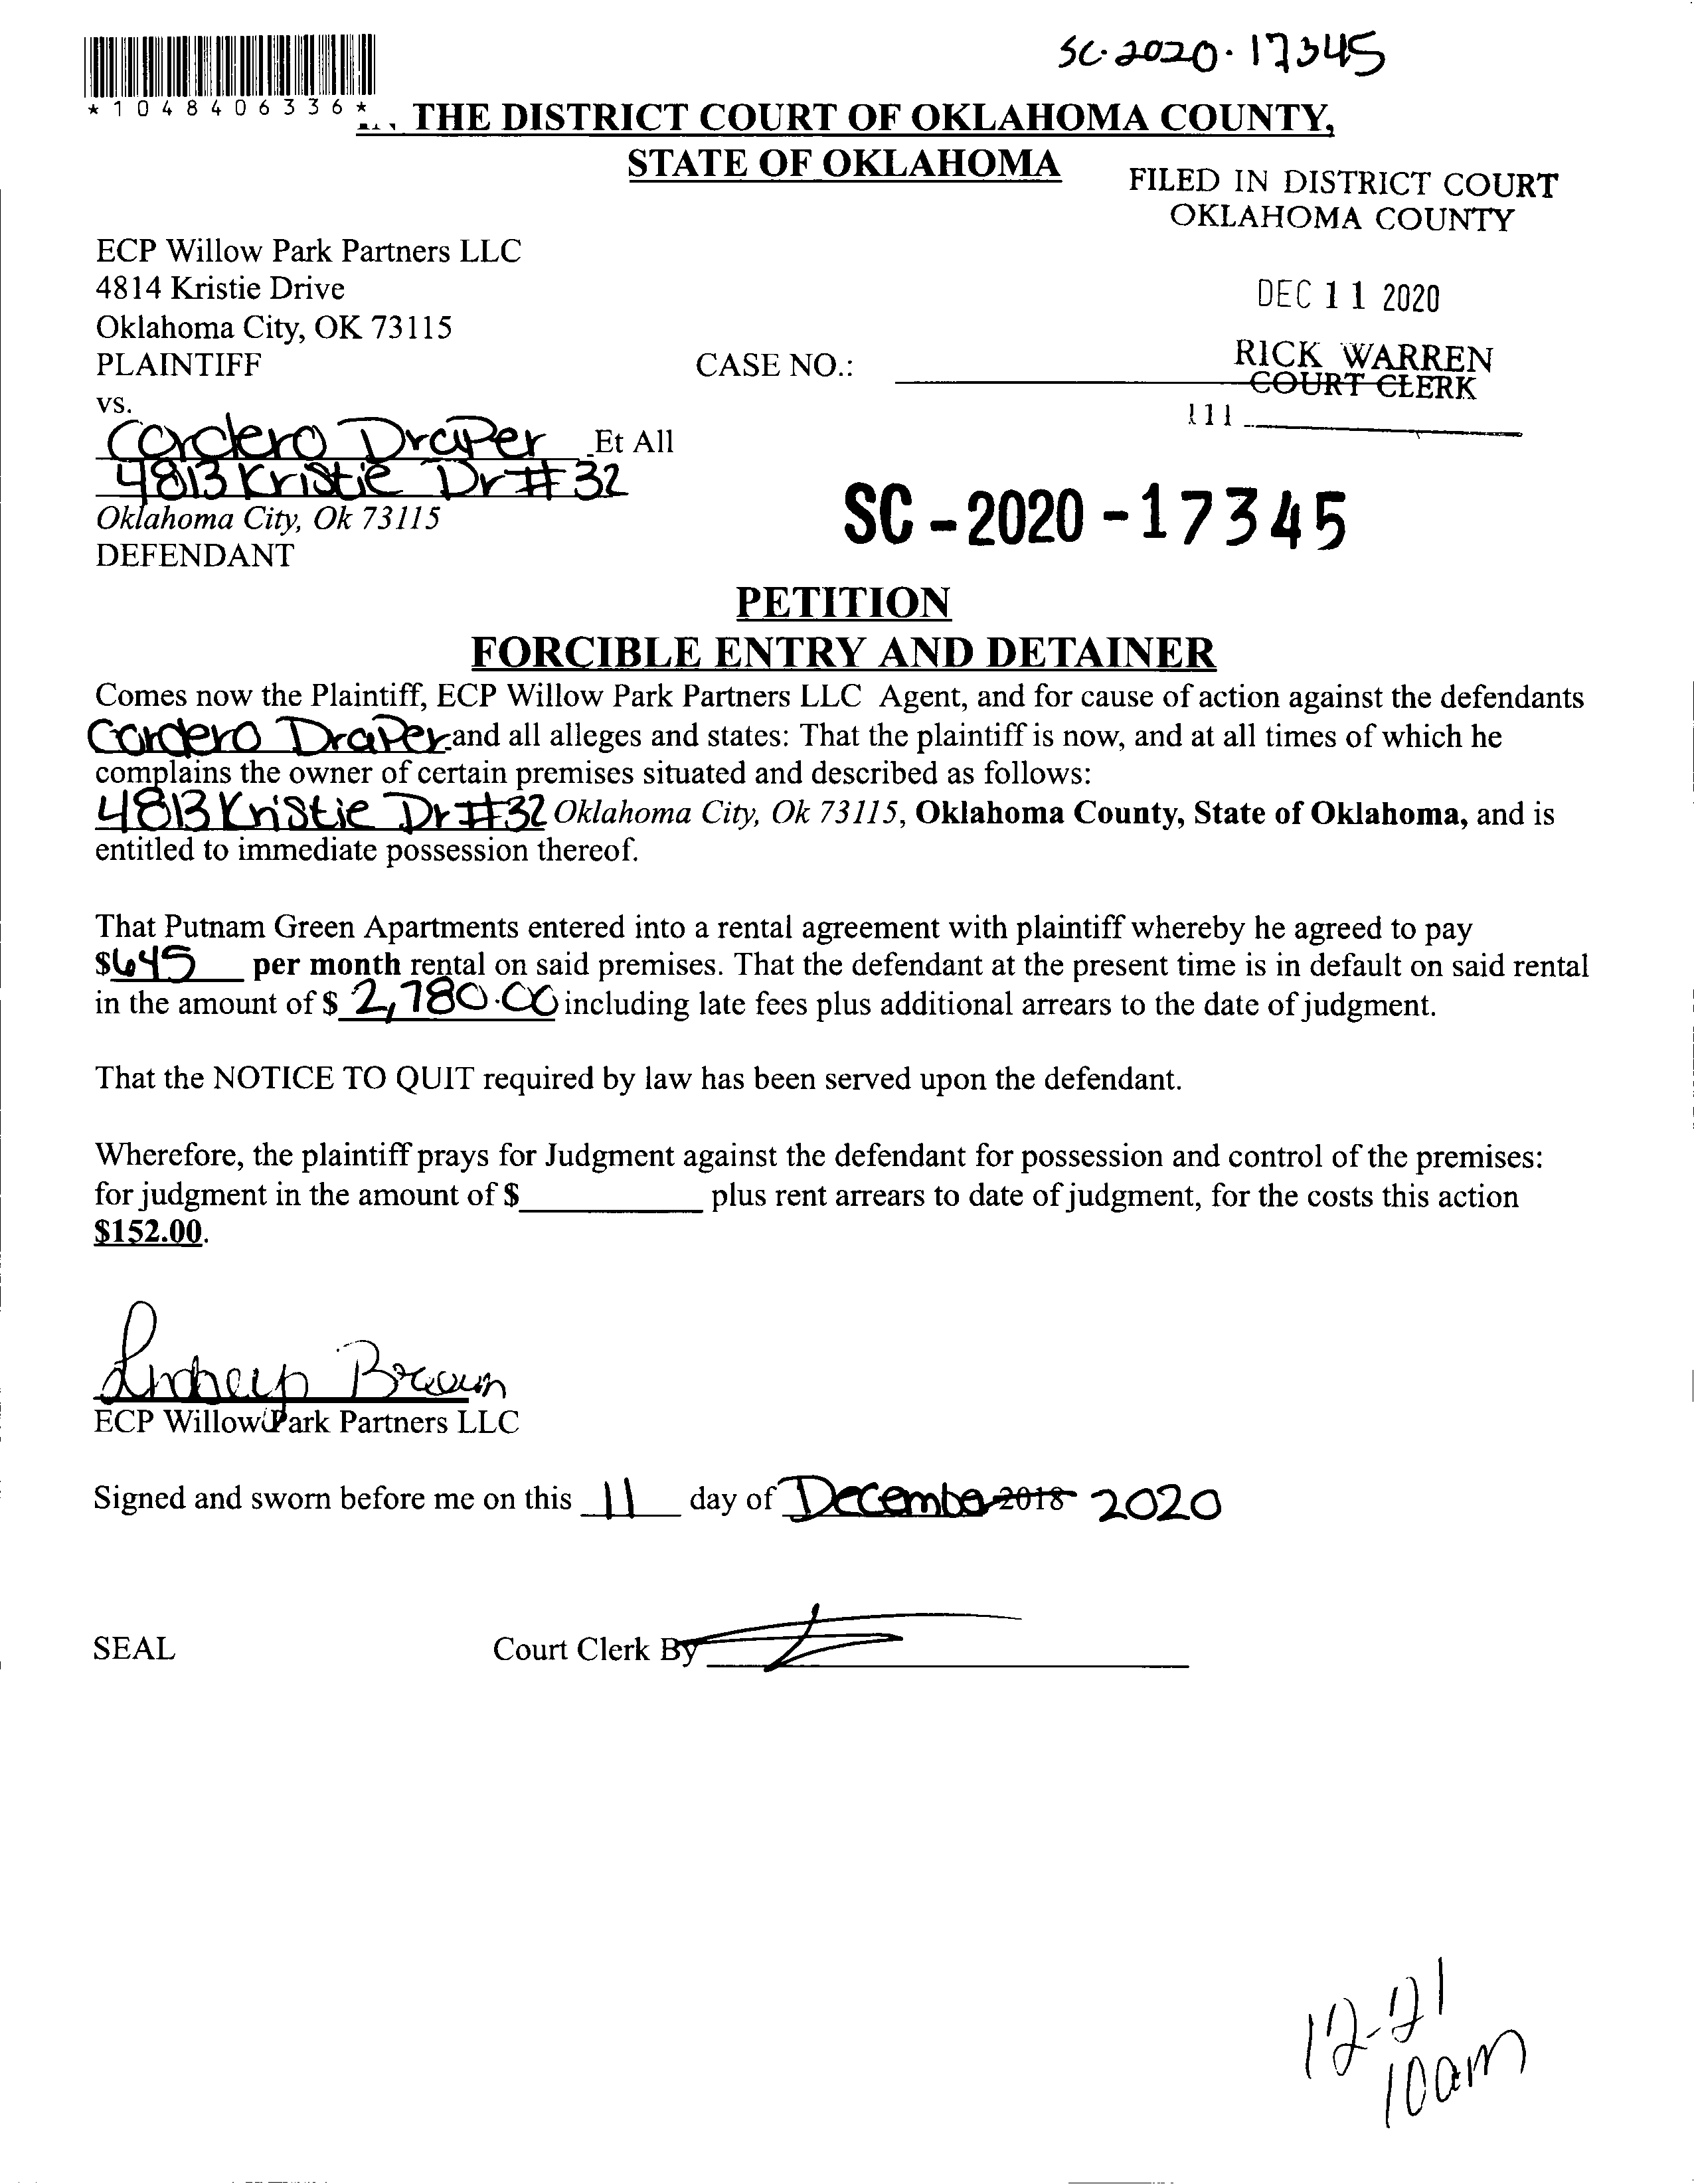 SC-2020-17345
*1048406336*
THE DISTRICT COURT OF OKLAHOMA COUNTY,
STATE OF OKLAHOMA
FILED IN DISTRICT COURT
OKLAHOMA COUNTY
ECP Willow Park Partners LLC
4814 Kristie Drive
DEC 11 2020
Oklahoma City, OK 73115
PLAINTIFF
CASE NO.:
RICK WARREN
COURT CLERK
vs.
111
Cordero Draper Et All
4813 Kristie Dr #32
Oklahoma City, Ok 73115
SC-2020-17345
DEFENDANT
PETITION
FORCIBLE ENTRY AND DETAINER
Comes now the Plaintiff, ECP Willow Park Partners LLC Agent, and for cause of action against the defendants
Cordero Draper and all alleges and states: That the plaintiff is now, and at all times of which he
complains the owner of certain premises situated and described as follows:
4813 Kristie Dr #32 Oklahoma City, Ok 73115, Oklahoma County, State of Oklahoma, and is
entitled to immediate possession thereof.
That Putnam Green Apartments entered into a rental agreement with plaintiff whereby he agreed to pay
$645 per month rental on said premises. That the defendant at the present time is in default on said rental
in the amount of $ 2,780.00 including late fees plus additional arrears to the date of judgment.
That the NOTICE TO QUIT required by law has been served upon the defendant.
Wherefore, the plaintiff prays for Judgment against the defendant for possession and control of the premises:
for judgment in the amount of $ plus rent arrears to date of judgment, for the costs this action
$152.00.
Brown
ECP Willow Park Partners LLC
Signed and sworn before me on this 11 day of December 2018 2020
SEAL
Court Clerk By
12-21
10am